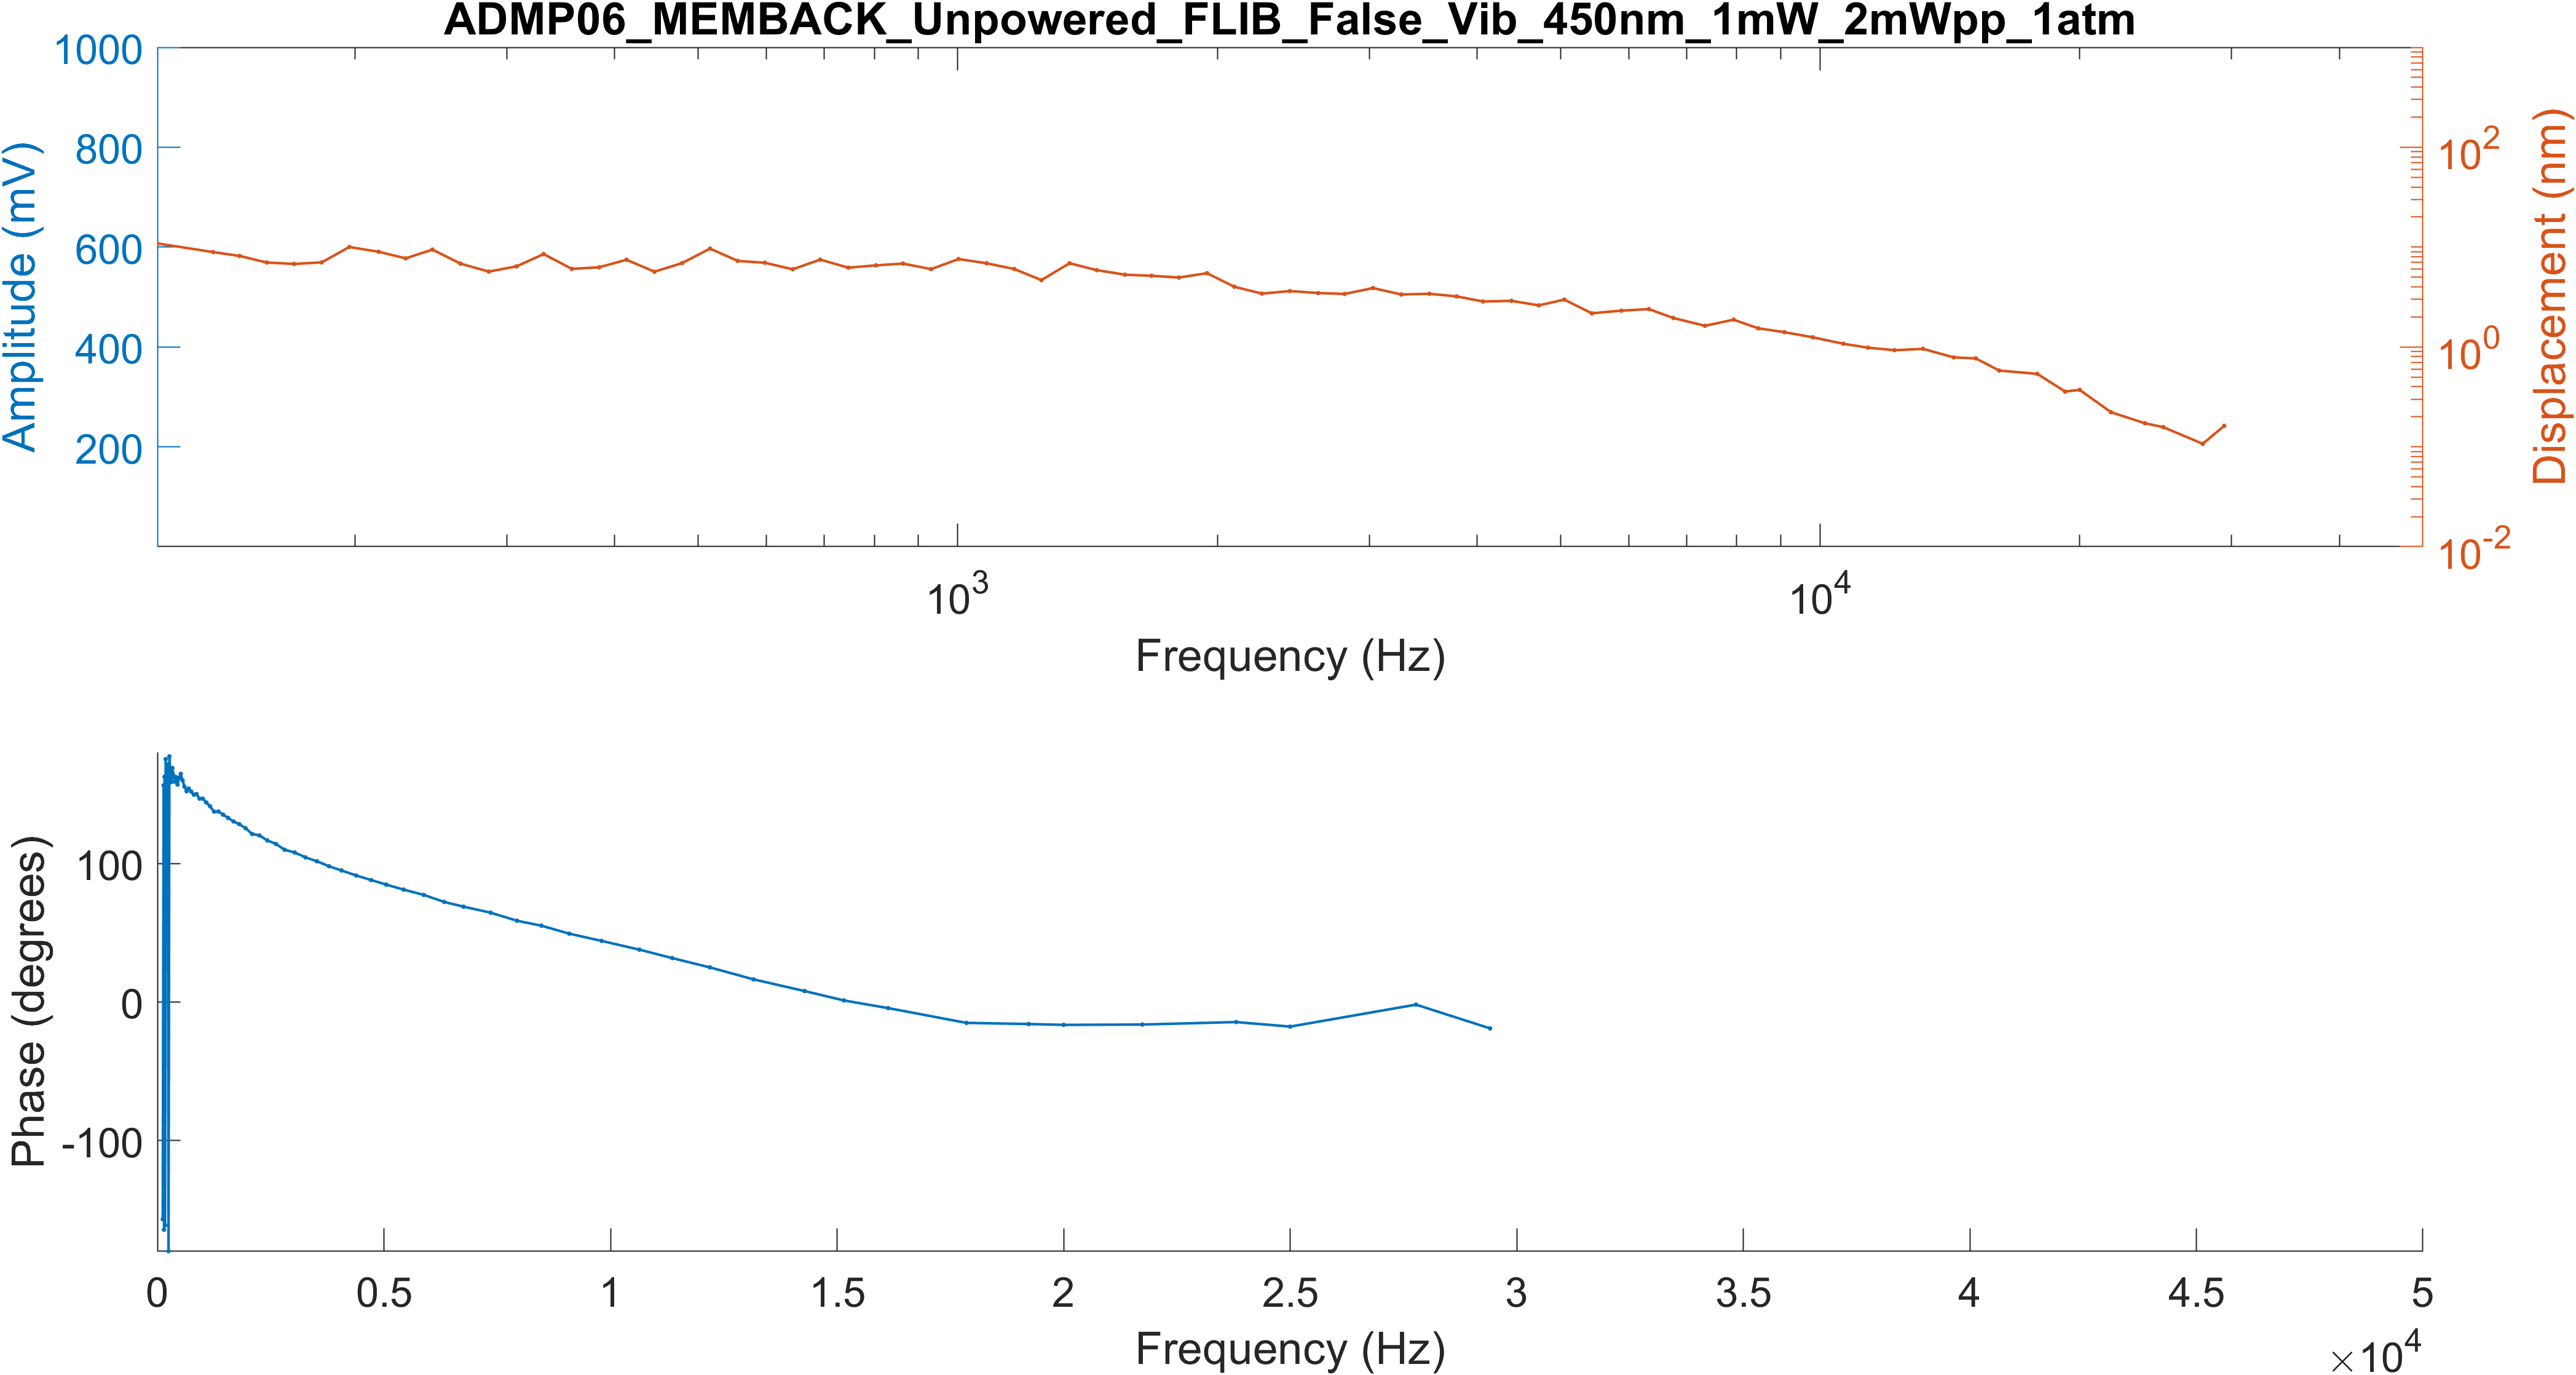 ADMP06_MEMBACK_Unpowered_FLIB_False_Vib_450nm_1mW_2mWpp_1atm
1000
800
600
400
200
Amplitude (mV)
10^2
10^0
10^-2
Displacement (nm)
10^3
10^4
Frequency (Hz)
100
0
-100
Phase (degrees)
0 0.5 1 1.5 2 2.5 3 3.5 4 4.5 5
Frequency (Hz)
×10^4